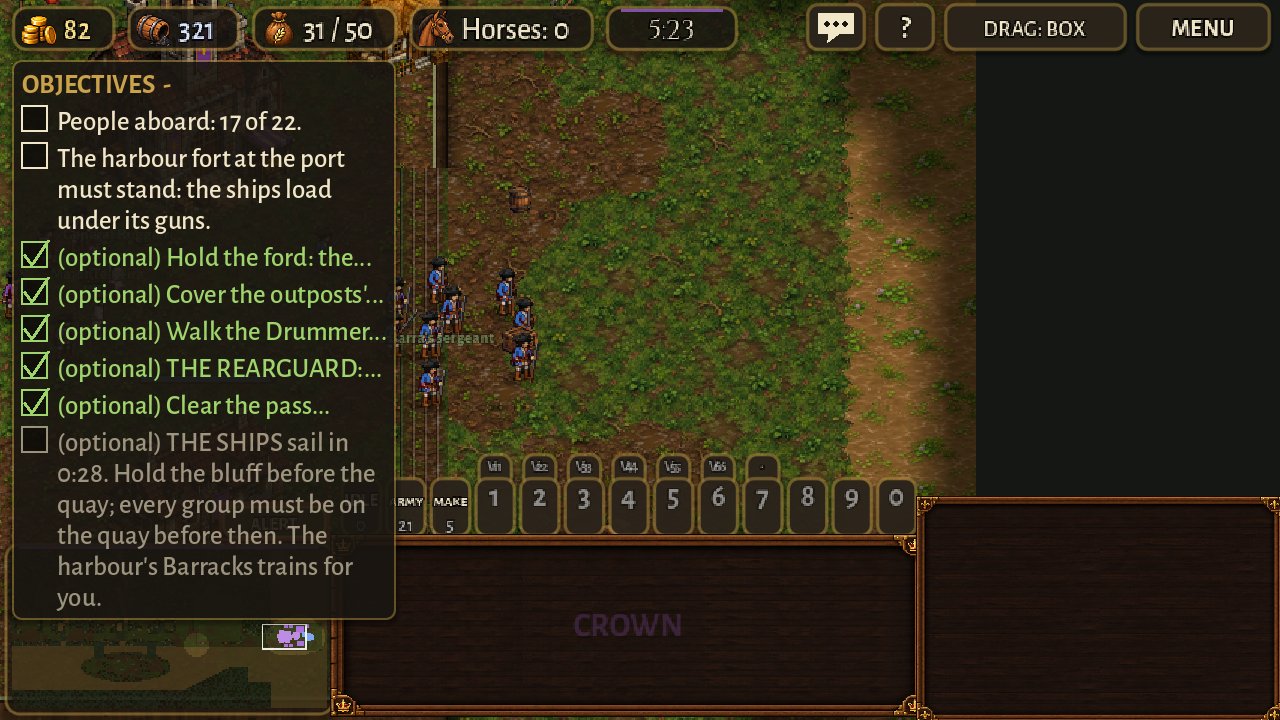 82
321
31 / 50
Horses: 0
5:23
?
DRAG: BOX
MENU
OBJECTIVES -
People aboard: 17 of 22.
The harbour fort at the port
must stand: the ships load
under its guns.
(optional) Hold the ford: the...
(optional) Cover the outposts'...
(optional) Walk the Drummer...
(optional) THE REARGUARD:...
(optional) Clear the pass...
(optional) THE SHIPS sail in
0:28. Hold the bluff before the
quay; every group must be on
the quay before then. The
harbour's Barracks trains for
you.
Sergeant
ARMY
21
MAKE
5
1
2
3
4
5
6
7
8
9
0
CROWN